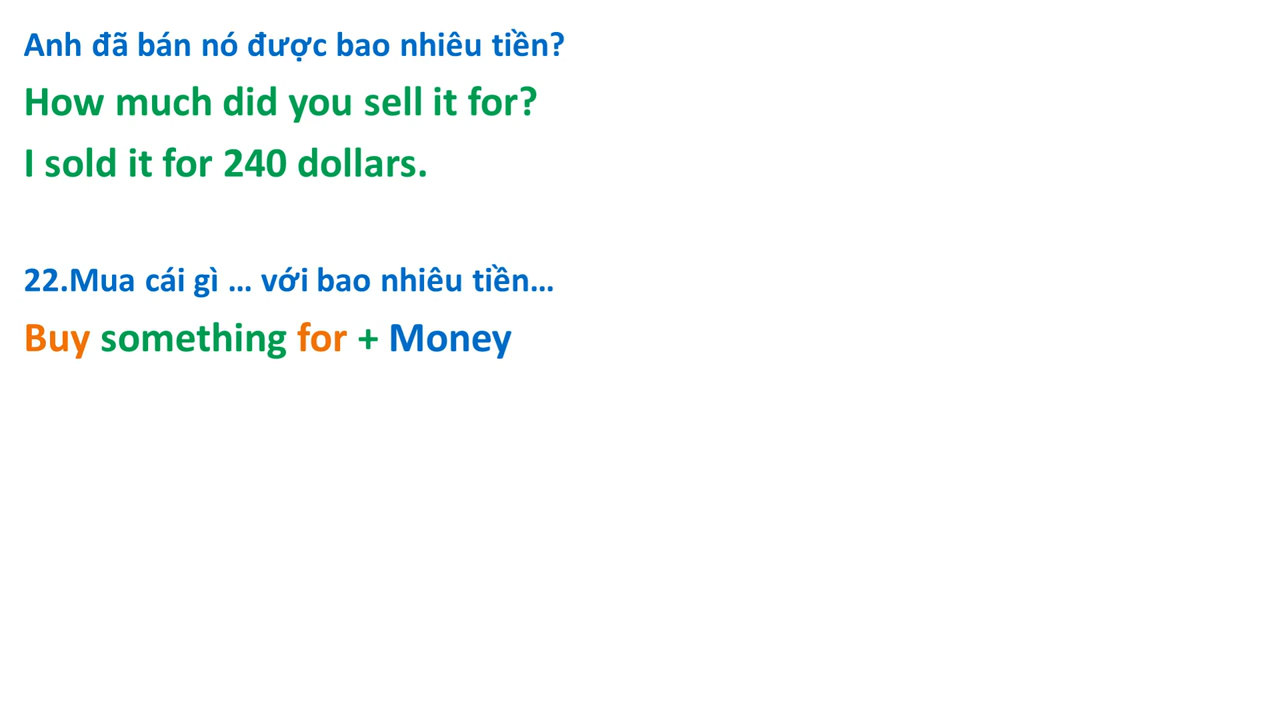 Anh đã bán nó được bao nhiêu tiền?
How much did you sell it for?
I sold it for 240 dollars.
22.Mua cái gì ... với bao nhiêu tiền...
Buy something for + Money